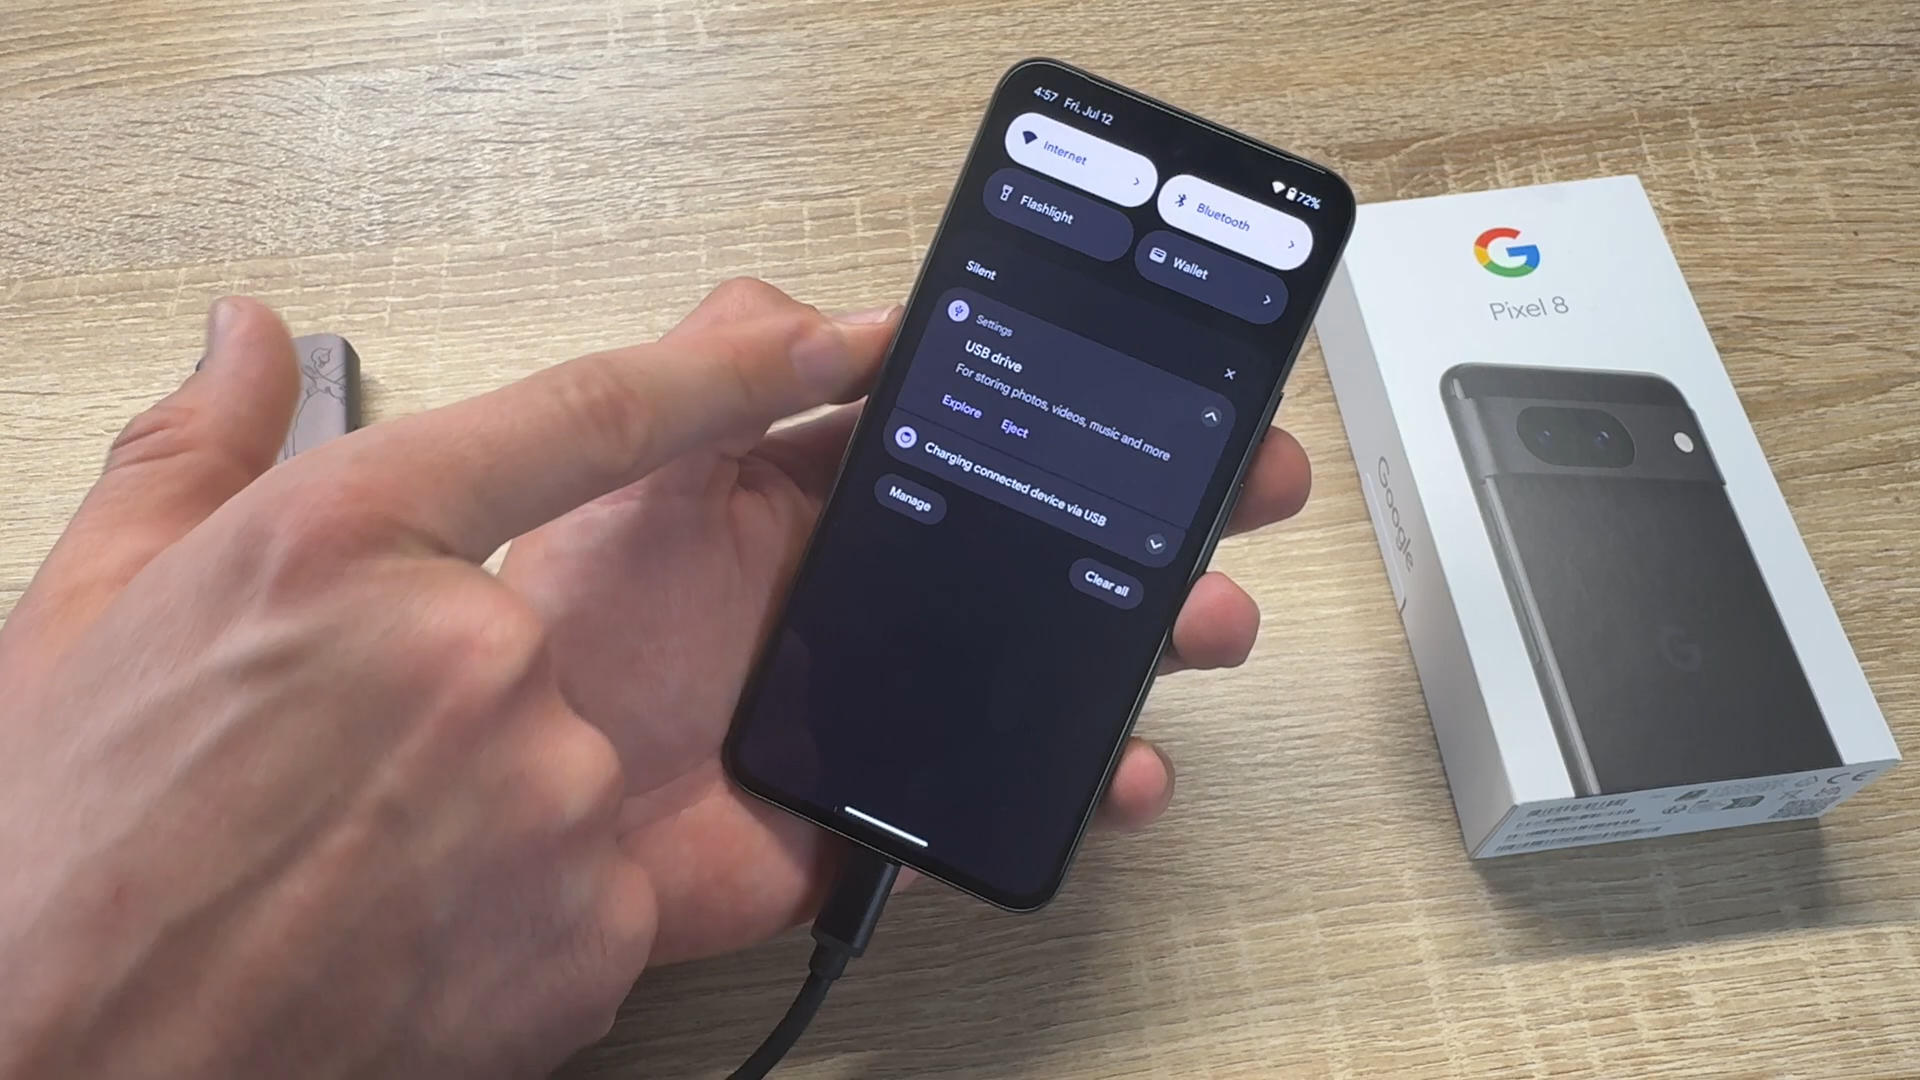 4:57 Fri, Jul 12
72%
Internet
Bluetooth
Flashlight
Wallet
Silent
Settings
USB drive
For storing photos, videos, music and more
Explore Eject
Charging connected device via USB
Manage
Clear all
G
Pixel 8
Google
G
CE